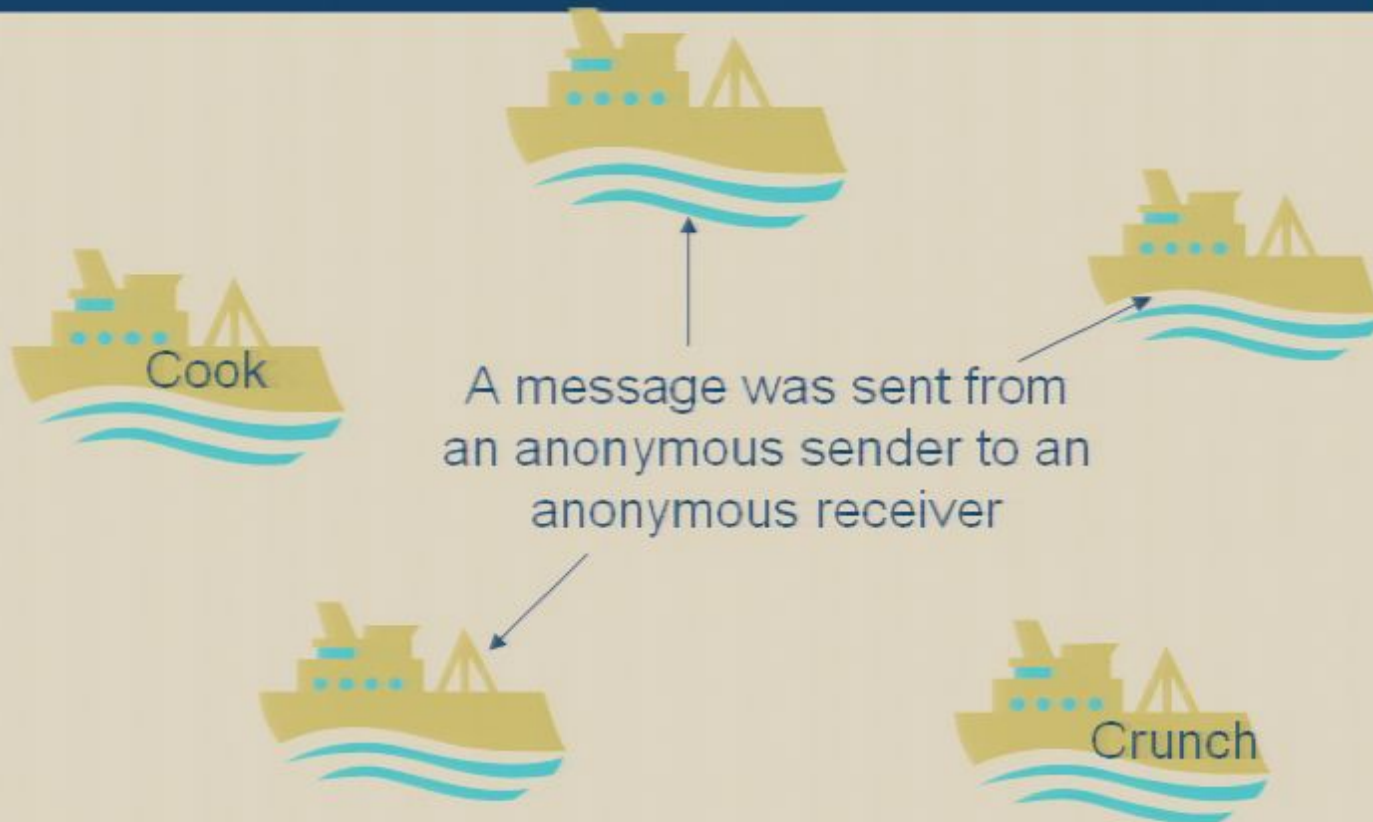 Cook
A message was sent from
an anonymous sender to an
anonymous receiver
Crunch